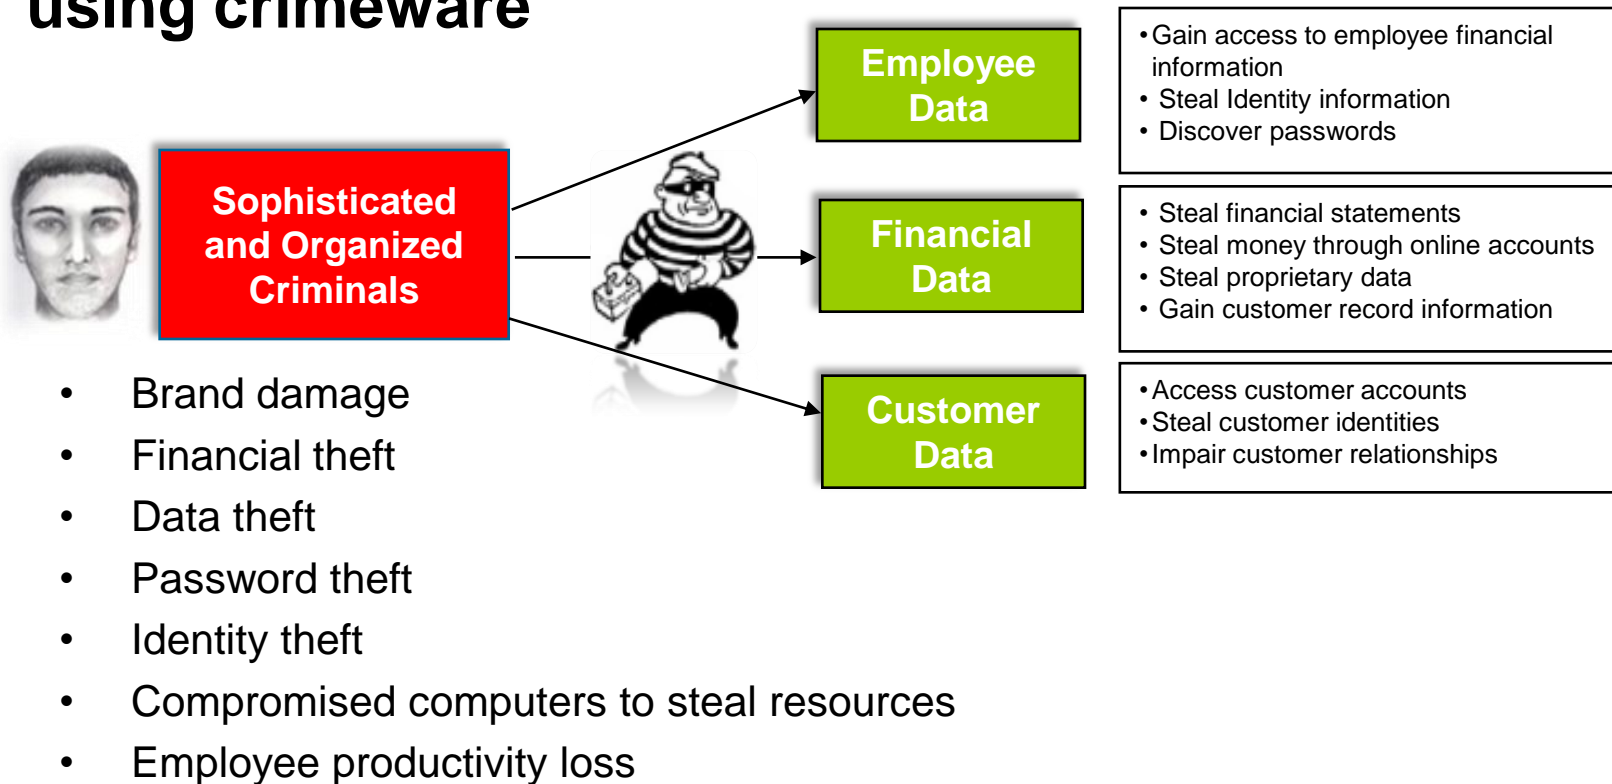 using crimeware
Sophisticated
and Organized
Criminals
Employee
Data
• Gain access to employee financial
information
• Steal Identity information
• Discover passwords
Financial
Data
• Steal financial statements
• Steal money through online accounts
• Steal proprietary data
• Gain customer record information
Customer
Data
• Access customer accounts
• Steal customer identities
• Impair customer relationships
• Brand damage
• Financial theft
• Data theft
• Password theft
• Identity theft
• Compromised computers to steal resources
• Employee productivity loss